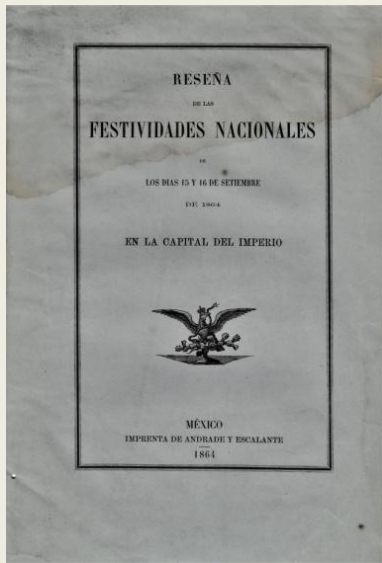 RESEÑA
DE LAS
FESTIVIDADES NACIONALES
DE
LOS DIAS 15 Y 16 DE SETIEMBRE
DE 1864
EN LA CAPITAL DEL IMPERIO
MÉXICO
IMPRENTA DE ANDRADE Y ESCALANTE
1864